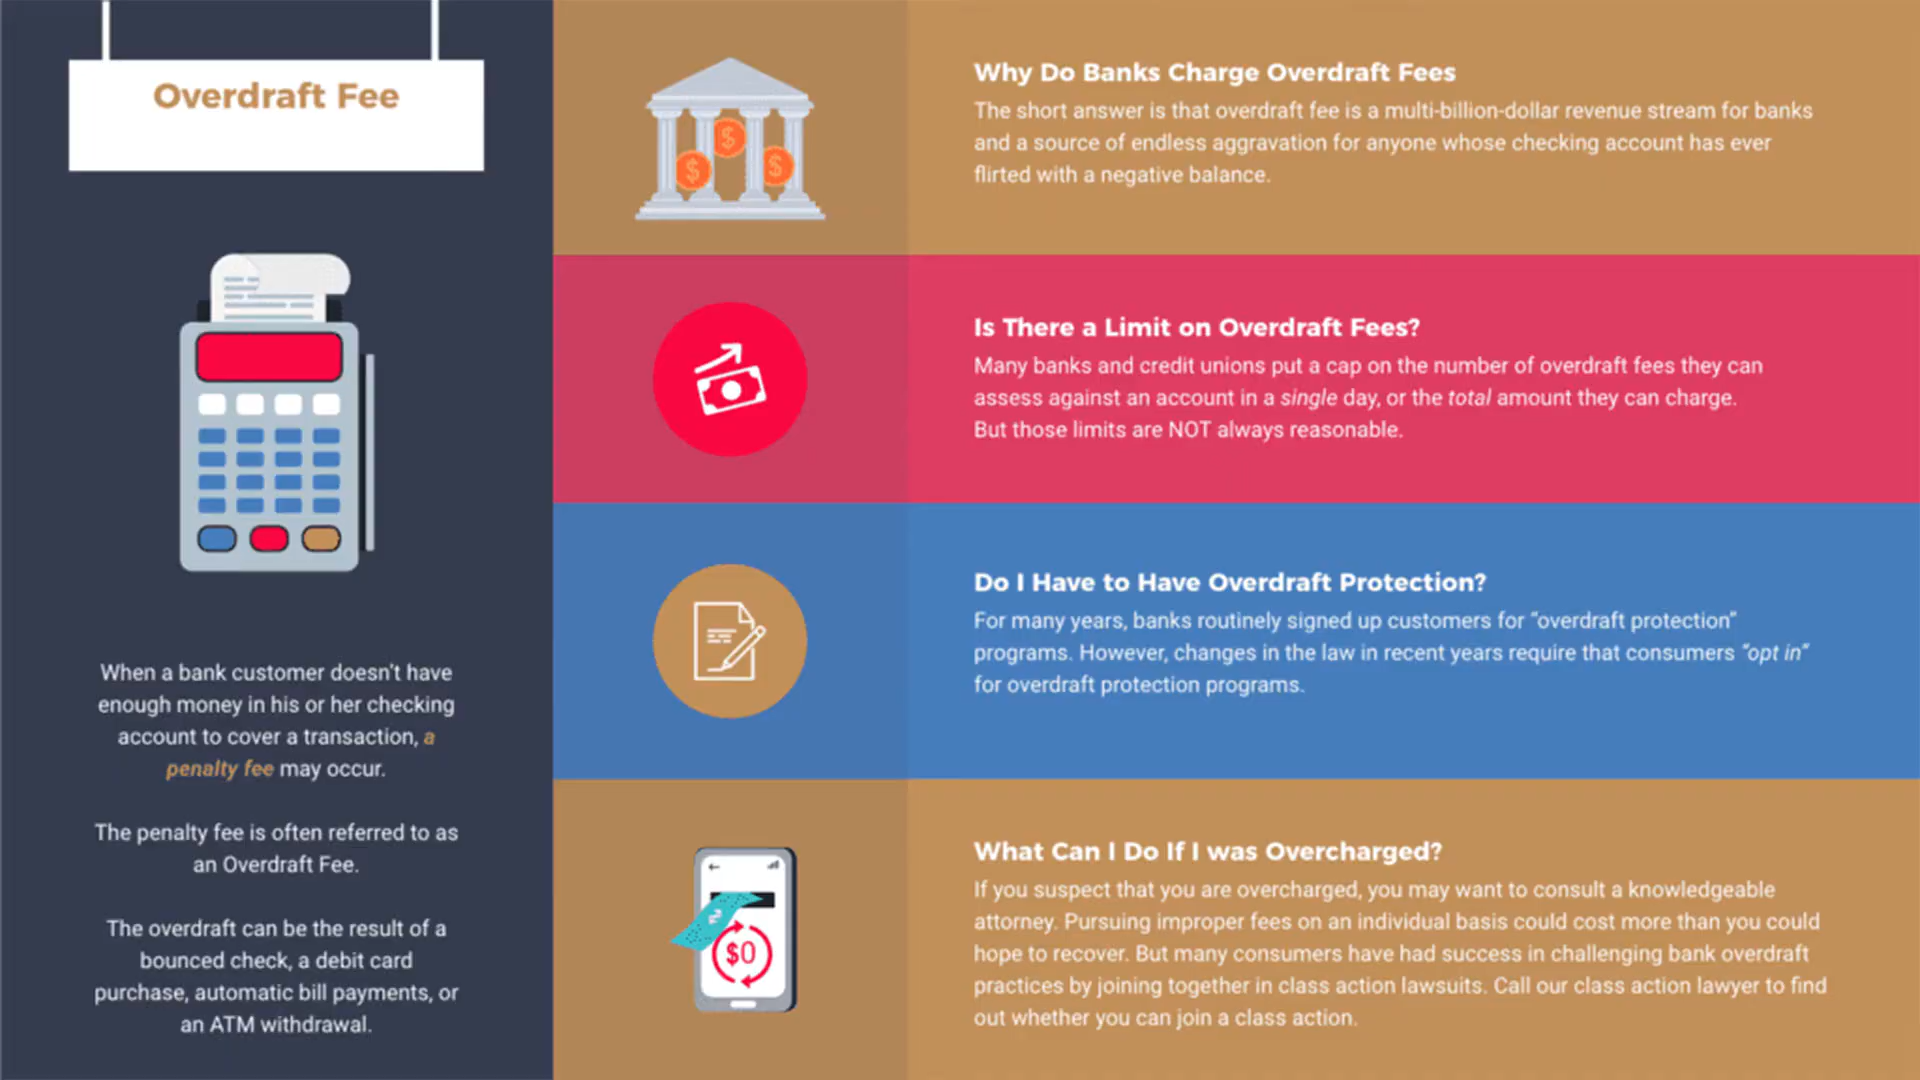 Overdraft Fee
When a bank customer doesn't have
enough money in his or her checking
account to cover a transaction, a
penalty fee may occur.
The penalty fee is often referred to as
an Overdraft Fee.
The overdraft can be the result of a
bounced check, a debit card
purchase, automatic bill payments, or
an ATM withdrawal.
$
$
$
Why Do Banks Charge Overdraft Fees
The short answer is that overdraft fee is a multi-billion-dollar revenue stream for banks
and a source of endless aggravation for anyone whose checking account has ever
flirted with a negative balance.
Is There a Limit on Overdraft Fees?
Many banks and credit unions put a cap on the number of overdraft fees they can
assess against an account in a single day, or the total amount they can charge.
But those limits are NOT always reasonable.
Do I Have to Have Overdraft Protection?
For many years, banks routinely signed up customers for “overdraft protection”
programs. However, changes in the law in recent years require that consumers “opt in”
for overdraft protection programs.
$0
What Can I Do If I was Overcharged?
If you suspect that you are overcharged, you may want to consult a knowledgeable
attorney. Pursuing improper fees on an individual basis could cost more than you could
hope to recover. But many consumers have had success in challenging bank overdraft
practices by joining together in class action lawsuits. Call our class action lawyer to find
out whether you can join a class action.